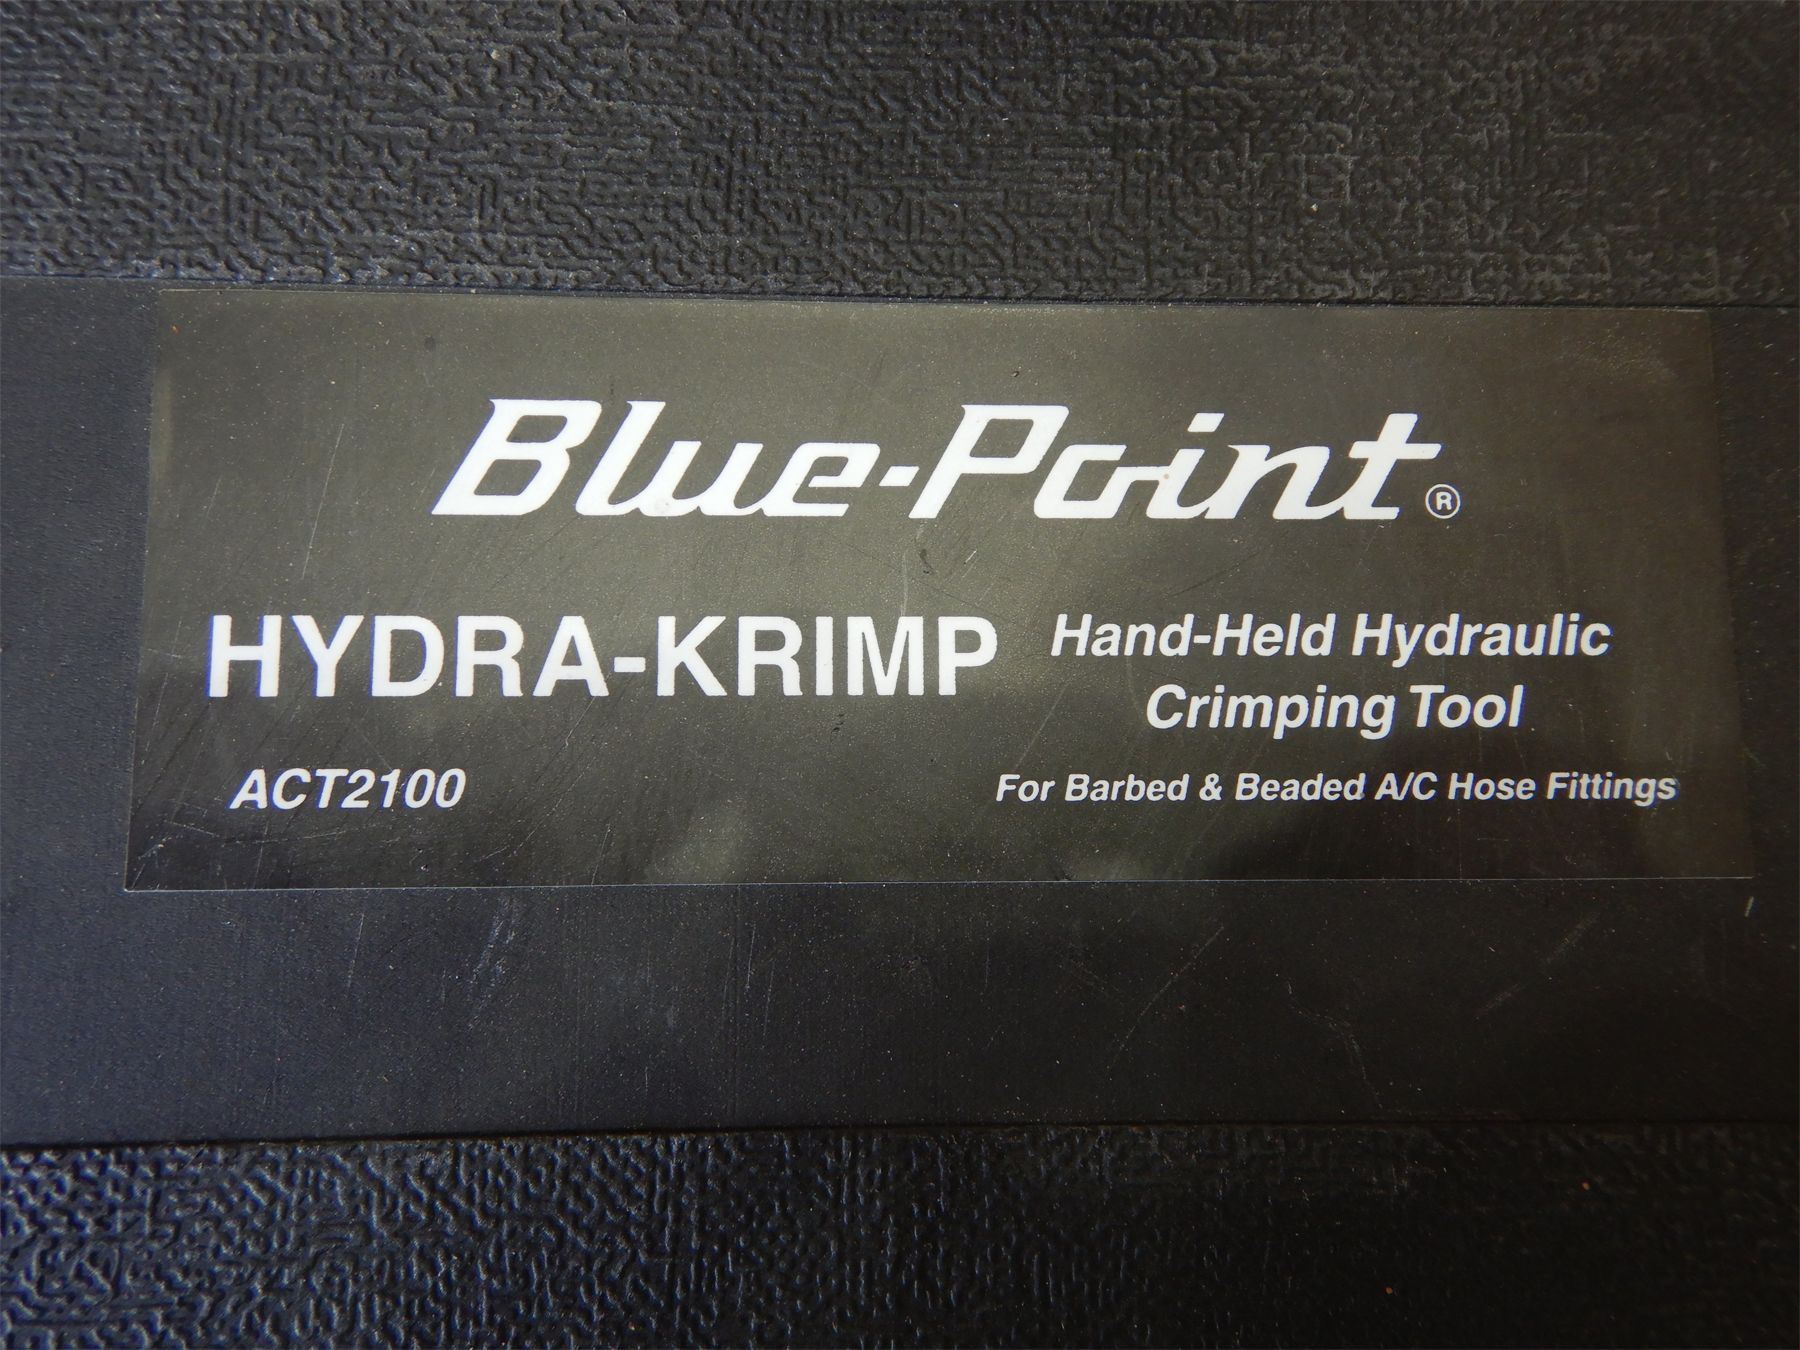 Blue-Point®
HYDRA-KRIMP
Hand-Held Hydraulic
Crimping Tool
ACT2100
For Barbed & Beaded A/C Hose Fittings